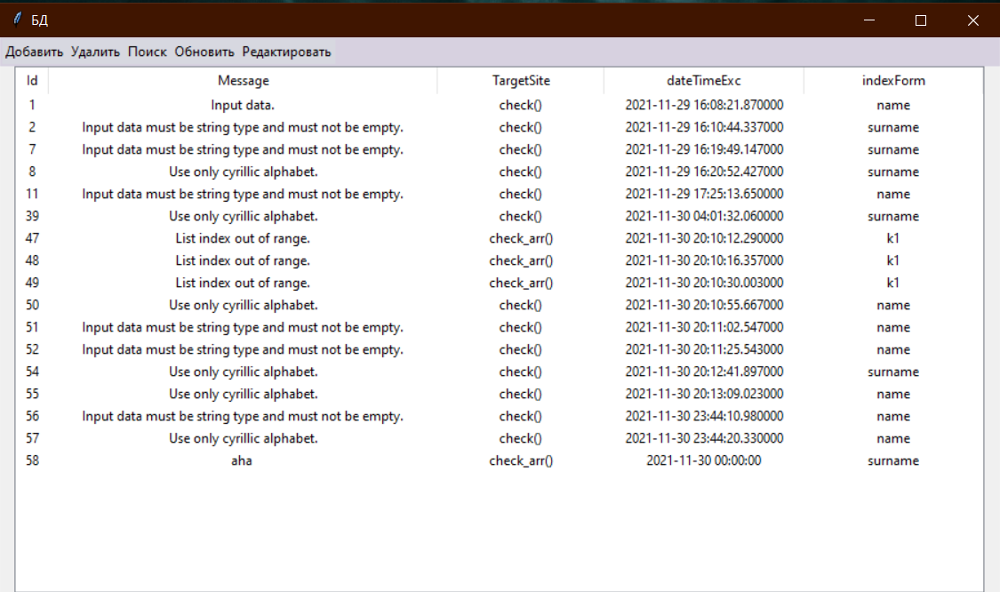 БД
Добавить Удалить Поиск Обновить Редактировать
Id Message TargetSite dateTimeExc indexForm
1 Input data. check() 2021-11-29 16:08:21.870000 name
2 Input data must be string type and must not be empty. check() 2021-11-29 16:10:44.337000 surname
7 Input data must be string type and must not be empty. check() 2021-11-29 16:19:49.147000 surname
8 Use only cyrillic alphabet. check() 2021-11-29 16:20:52.427000 surname
11 Input data must be string type and must not be empty. check() 2021-11-29 17:25:13.650000 name
39 Use only cyrillic alphabet. check() 2021-11-30 04:01:32.060000 surname
47 List index out of range. check_arr() 2021-11-30 20:10:12.290000 k1
48 List index out of range. check_arr() 2021-11-30 20:10:16.357000 k1
49 List index out of range. check_arr() 2021-11-30 20:10:30.003000 k1
50 Use only cyrillic alphabet. check() 2021-11-30 20:10:55.667000 name
51 Input data must be string type and must not be empty. check() 2021-11-30 20:11:02.547000 name
52 Input data must be string type and must not be empty. check() 2021-11-30 20:11:25.543000 name
54 Use only cyrillic alphabet. check() 2021-11-30 20:12:41.897000 surname
55 Use only cyrillic alphabet. check() 2021-11-30 20:13:09.023000 name
56 Input data must be string type and must not be empty. check() 2021-11-30 23:44:10.980000 name
57 Use only cyrillic alphabet. check() 2021-11-30 23:44:20.330000 name
58 aha check_arr() 2021-11-30 00:00:00 surname